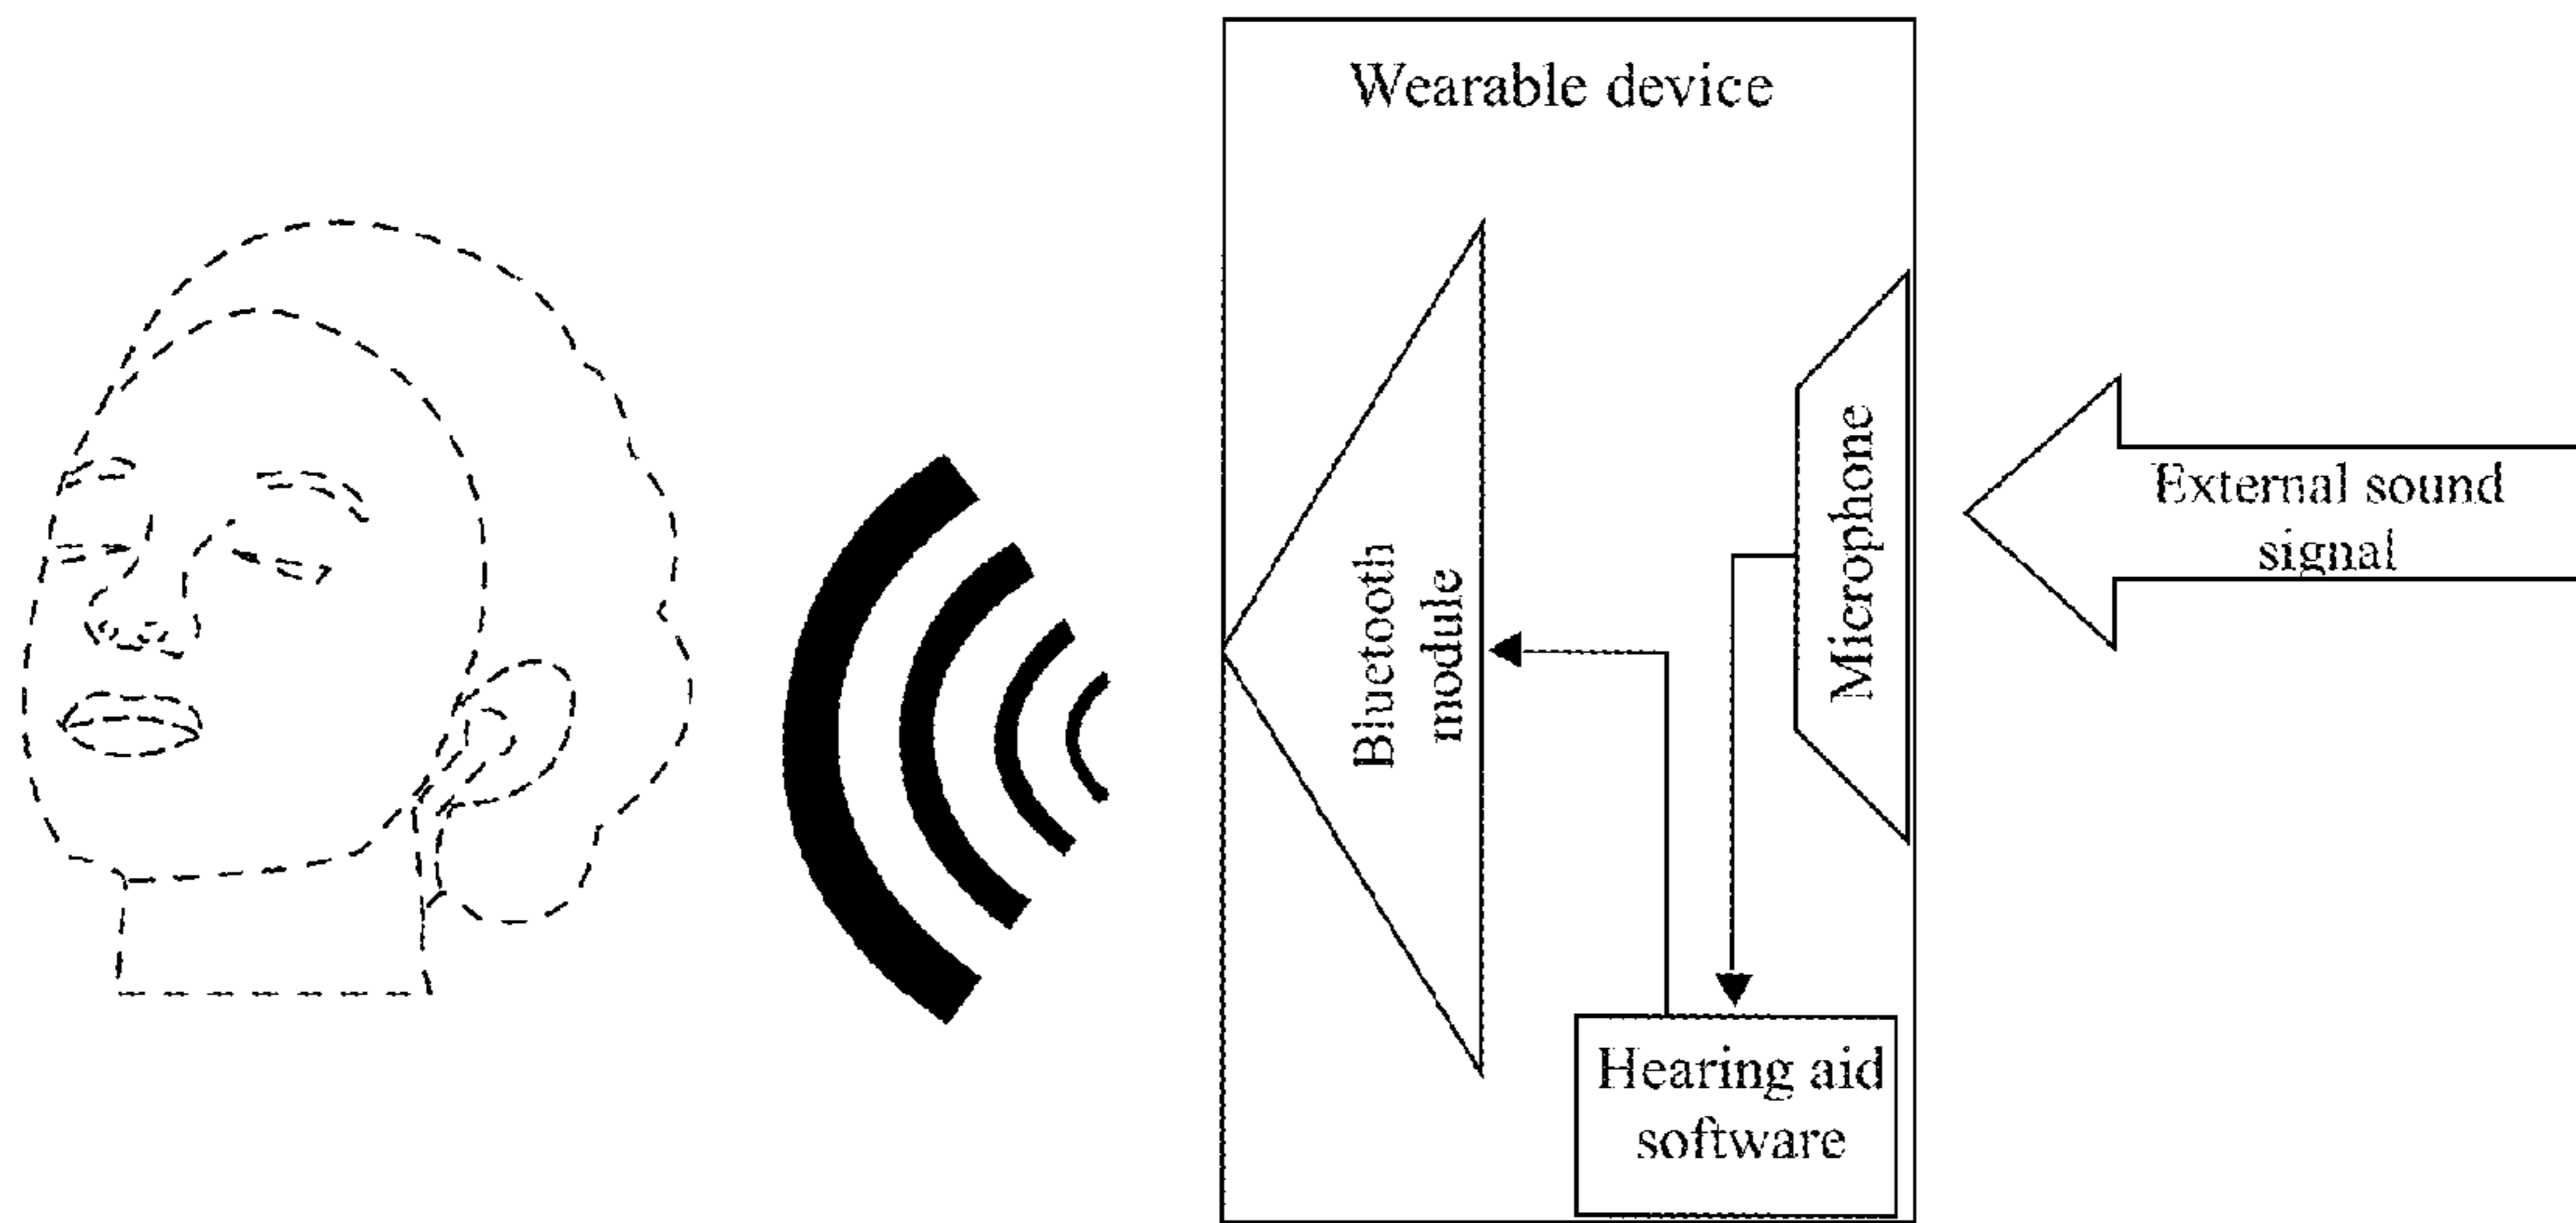 Wearable device
Bluetooth
module
Microphone
External sound
signal
Hearing aid
software